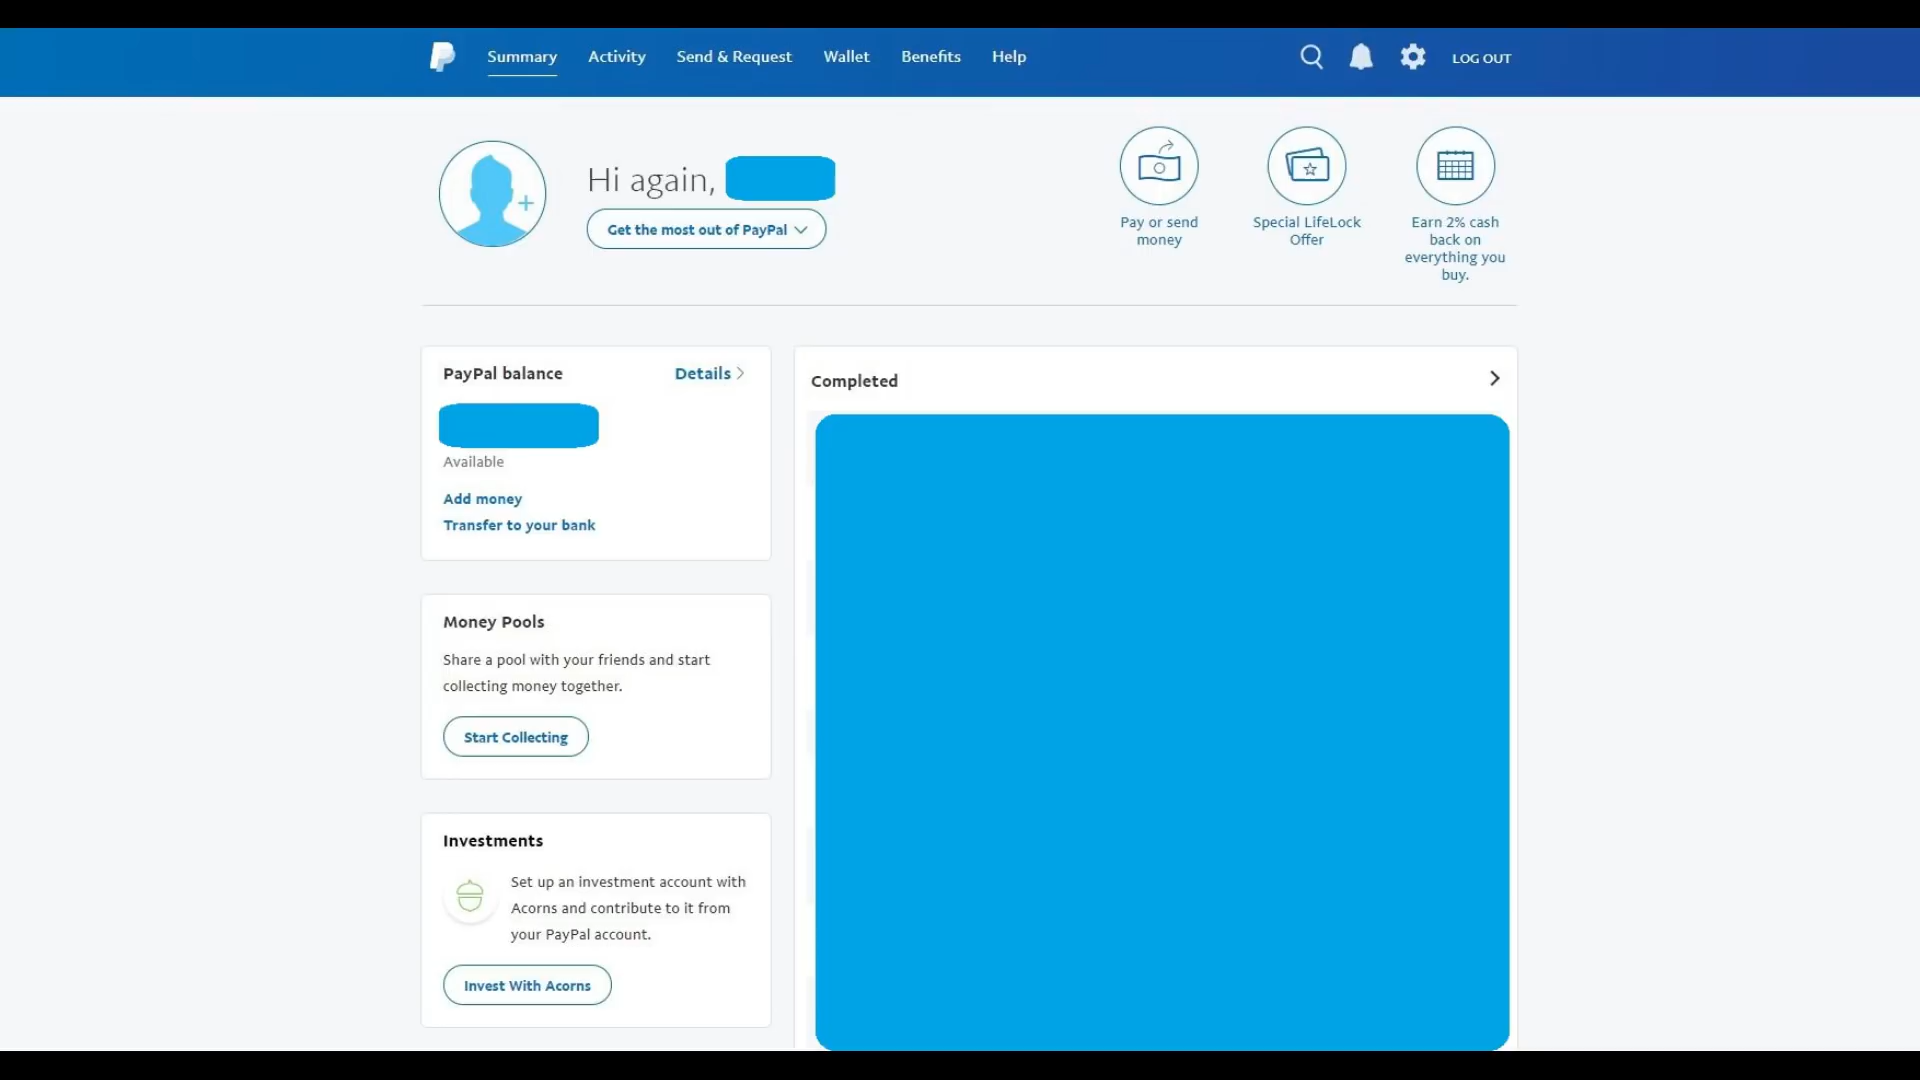 Summary
Activity
Send & Request
Wallet
Benefits
Help
LOG OUT
Hi again,
Get the most out of PayPal
Pay or send
money
Special LifeLock
Offer
Earn 2% cash
back on
everything you
buy.
PayPal balance
Details
Available
Add money
Transfer to your bank
Completed
Money Pools
Share a pool with your friends and start
collecting money together.
Start Collecting
Investments
Set up an investment account with
Acorns and contribute to it from
your PayPal account.
Invest With Acorns